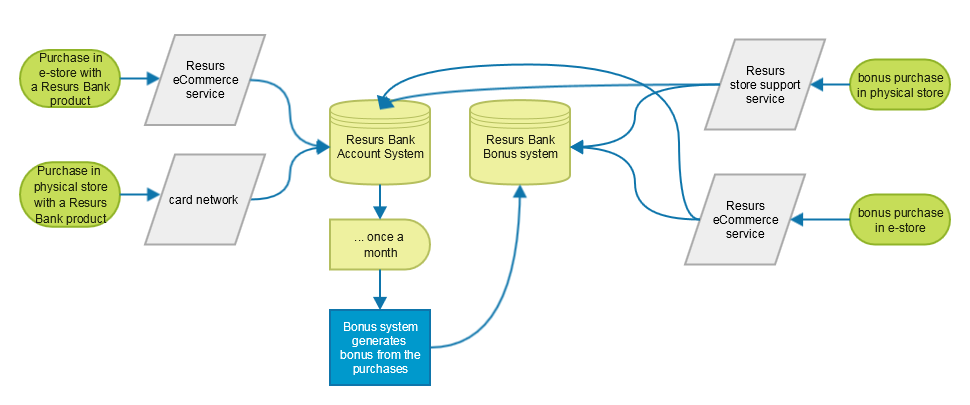 Purchase in
e-store with
a Resurs Bank
product
Resurs
eCommerce
service
Purchase in
physical store
with a Resurs
Bank product
card network
Resurs Bank
Account System
... once a
month
Bonus system
generates
bonus from the
purchases
Resurs Bank
Bonus system
Resurs
store support
service
bonus purchase
in physical store
Resurs
eCommerce
service
bonus purchase
in e-store